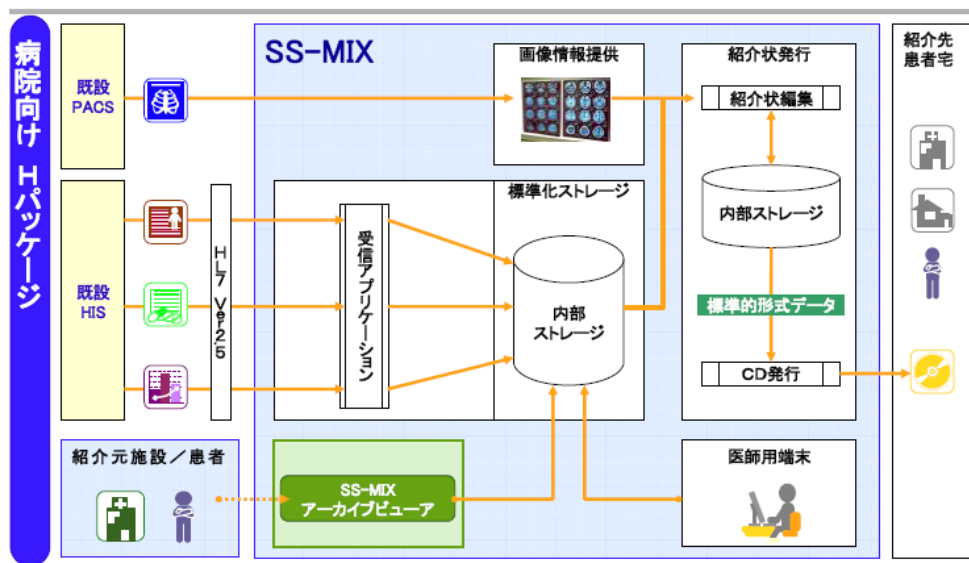 病院向け Hパッケージ
既設
PACS
既設
HIS
HL7 Ver2.5
SS-MIX
画像情報提供
受信アプリケーション
標準化ストレージ
内部
ストレージ
紹介状発行
紹介状編集
内部ストレージ
標準的形式データ
CD発行
紹介先
患者宅
紹介元施設/患者
SS-MIX
アーカイブビューア
医師用端末